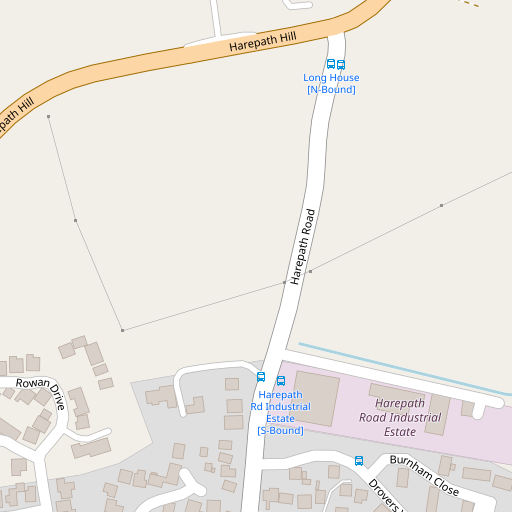 Harepath Hill
Long House
[N-Bound]
epath Hill
Harepath Road
Rowan Drive
Harepath
Rd Industrial
Estate
[S-Bound]
Harepath
Road Industrial
Estate
Burnham Close
Drovers